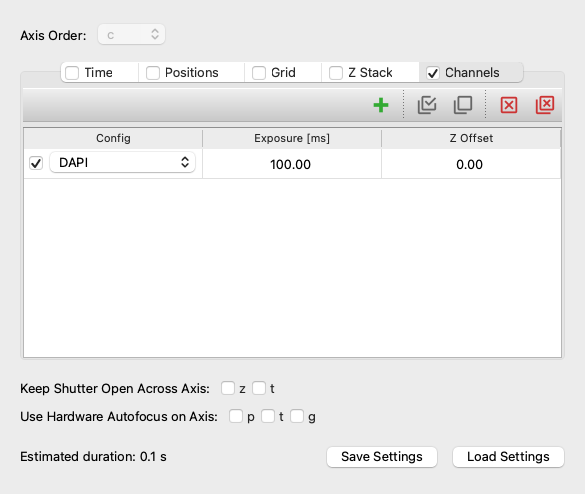 Axis Order: c
Time Positions Grid Z Stack Channels
Config Exposure [ms] Z Offset
DAPI 100.00 0.00
Keep Shutter Open Across Axis: z t
Use Hardware Autofocus on Axis: p t g
Estimated duration: 0.1 s Save Settings Load Settings